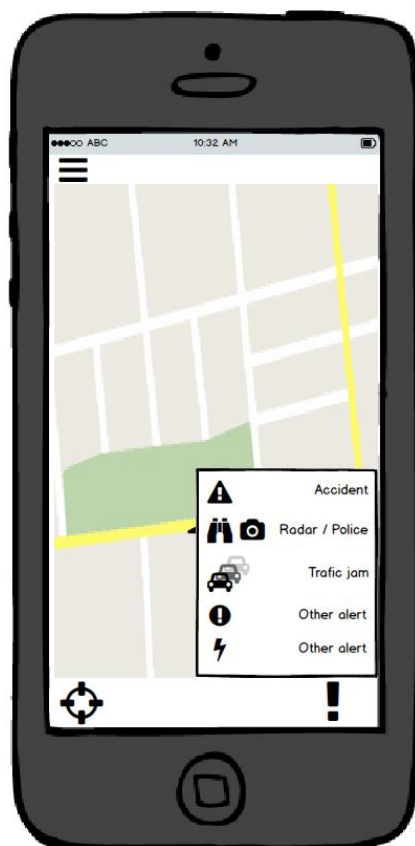 ABC 10:32 AM
Accident
Radar / Police
Trafic jam
Other alert
Other alert